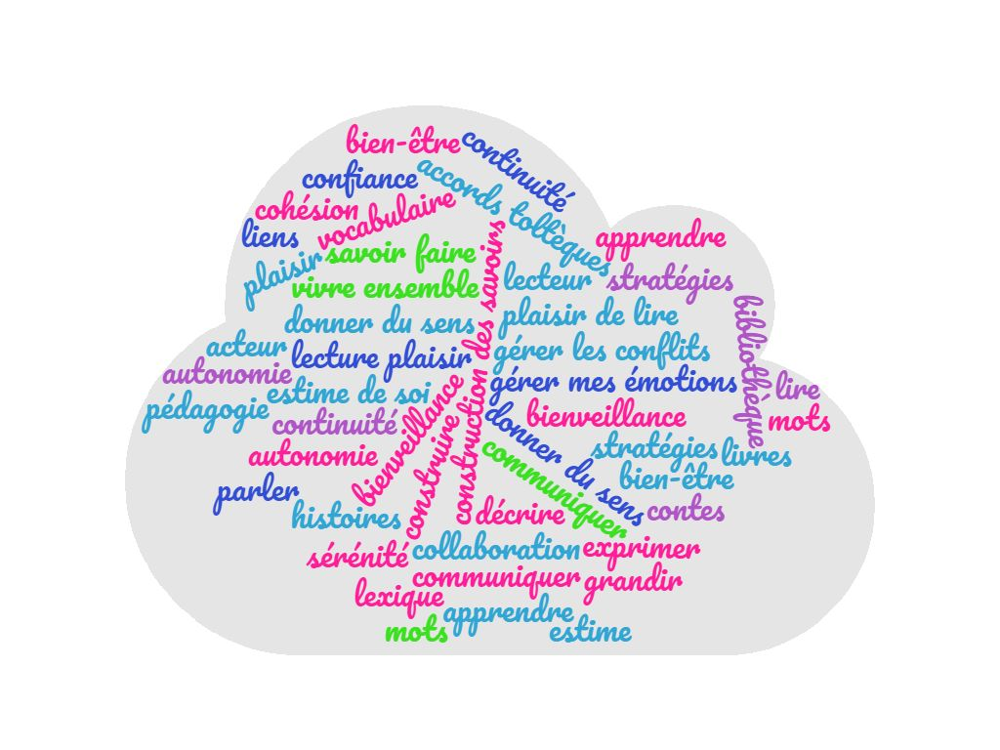 bien-être
continuité
confiance
accords toltèques
cohésion
vocabulaire
liens
apprendre
savoir faire
plaisir
vivre ensemble
lecteur
stratégies
construction des savoirs
donner du sens
plaisir de lire
bibliothèque
acteur
lecture plaisir
gérer les conflits
autonomie
gérer mes émotions
lire
estime de soi
pédagogie
continuité
bienveillance
mots
bienveillance
construire
donner du sens
autonomie
stratégies
livres
communiquer
bien-être
parler
histoires
décrire
contes
sérénité
collaboration
exprimer
communiquer
grandir
lexique
apprendre
mots
estime